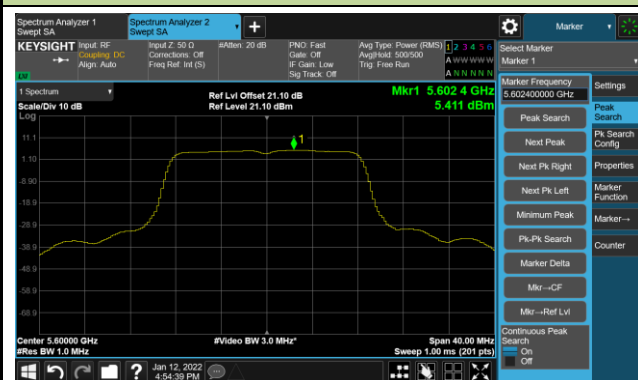 Spectrum Analyzer 1
Swept SA
Spectrum Analyzer 2
Swept SA
Marker
KEYSIGHT
Input: RF
Coupling: DC
Align: Auto
Input Z: 50 Ω
Corrections: Off
Freq Ref: Int (S)
#Atten: 20 dB
PNO: Fast
Gate: Off
IF Gain: Low
Sig Track: Off
Avg Type: Power (RMS)
Avg|Hold: 500/500
Trig: Free Run
1 2 3 4 5 6
A W W W W W
A N N N N N
LXI
Select Marker
Marker 1
1 Spectrum
Scale/Div 10 dB
Log
Ref Lvl Offset 21.10 dB
Ref Level 21.10 dBm
Mkr1 5.602 4 GHz
5.411 dBm
1
11.1
1.10
-8.90
-18.9
-28.9
-38.9
-48.9
-58.9
-68.9
Center 5.60000 GHz
#Res BW 1.0 MHz
#Video BW 3.0 MHz*
Span 40.00 MHz
Sweep 1.00 ms (201 pts)
Marker Frequency
5.602400000 GHz
Peak Search
Next Peak
Next Pk Right
Next Pk Left
Minimum Peak
Pk-Pk Search
Marker Delta
Mkr→CF
Mkr→Ref Lvl
Continuous Peak
Search
On
Off
Settings
Peak
Search
Pk Search
Config
Properties
Marker
Function
Marker→
Counter
?
Jan 12, 2022
4:54:39 PM